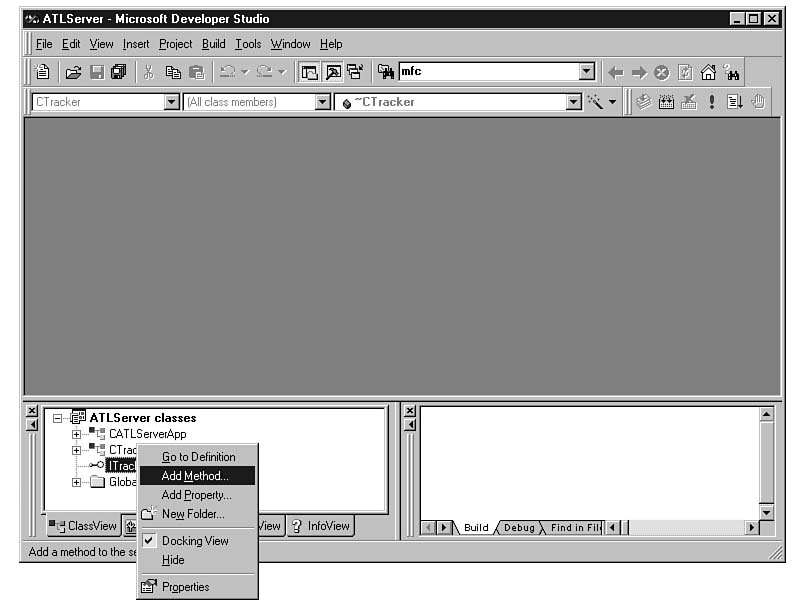 ATLServer - Microsoft Developer Studio
File Edit View Insert Project Build Tools Window Help
mfc
CTracker (All class members) ~CTracker
ATLServer classes
CATLServerApp
CTrac
ITrac
Globa
Go to Definition
Add Method...
Add Property...
New Folder...
Docking View
Hide
Properties
ClassView View InfoView
Build Debug Find in Fil
Add a method to the se